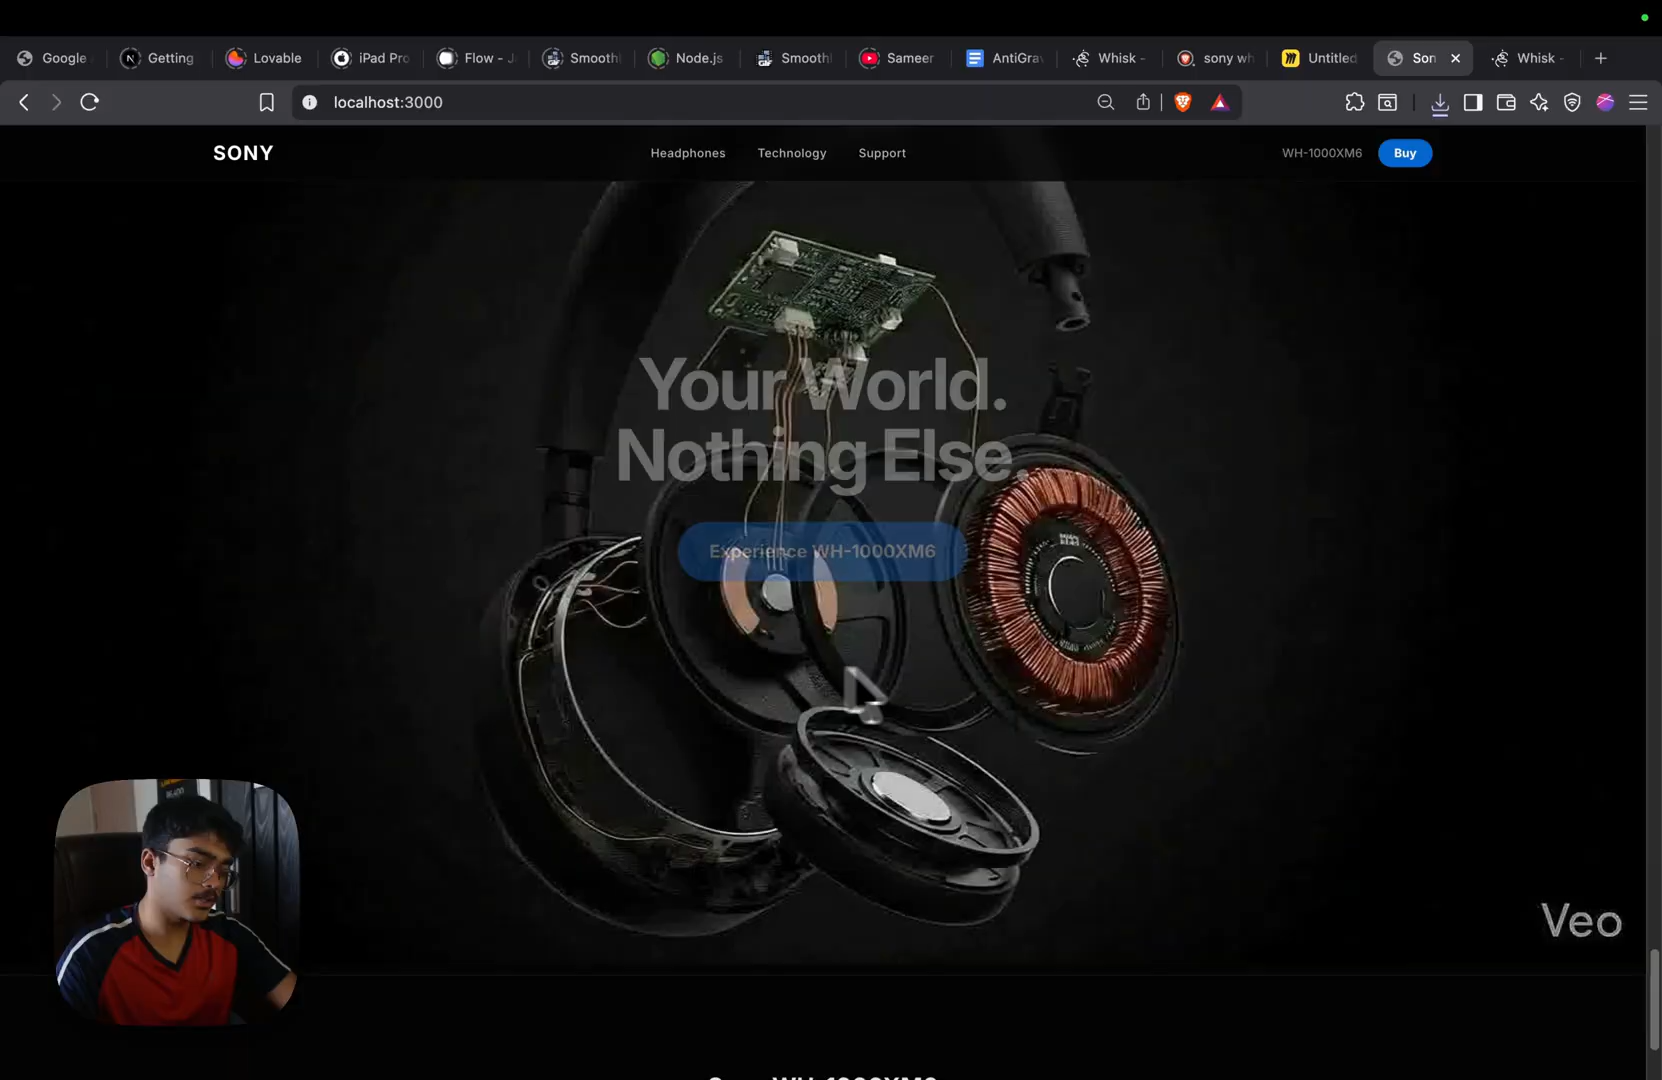 Google
Getting
Lovable
iPad Pro
Flow - J
Smooth
Node.js
Smooth
Sameer
AntiGrav
Whisk -
sony wh
Untitled
Son
Whisk -
localhost:3000
SONY
Headphones
Technology
Support
WH-1000XM6
Buy
Your World.
Nothing Else.
Experience WH-1000XM6
Veo